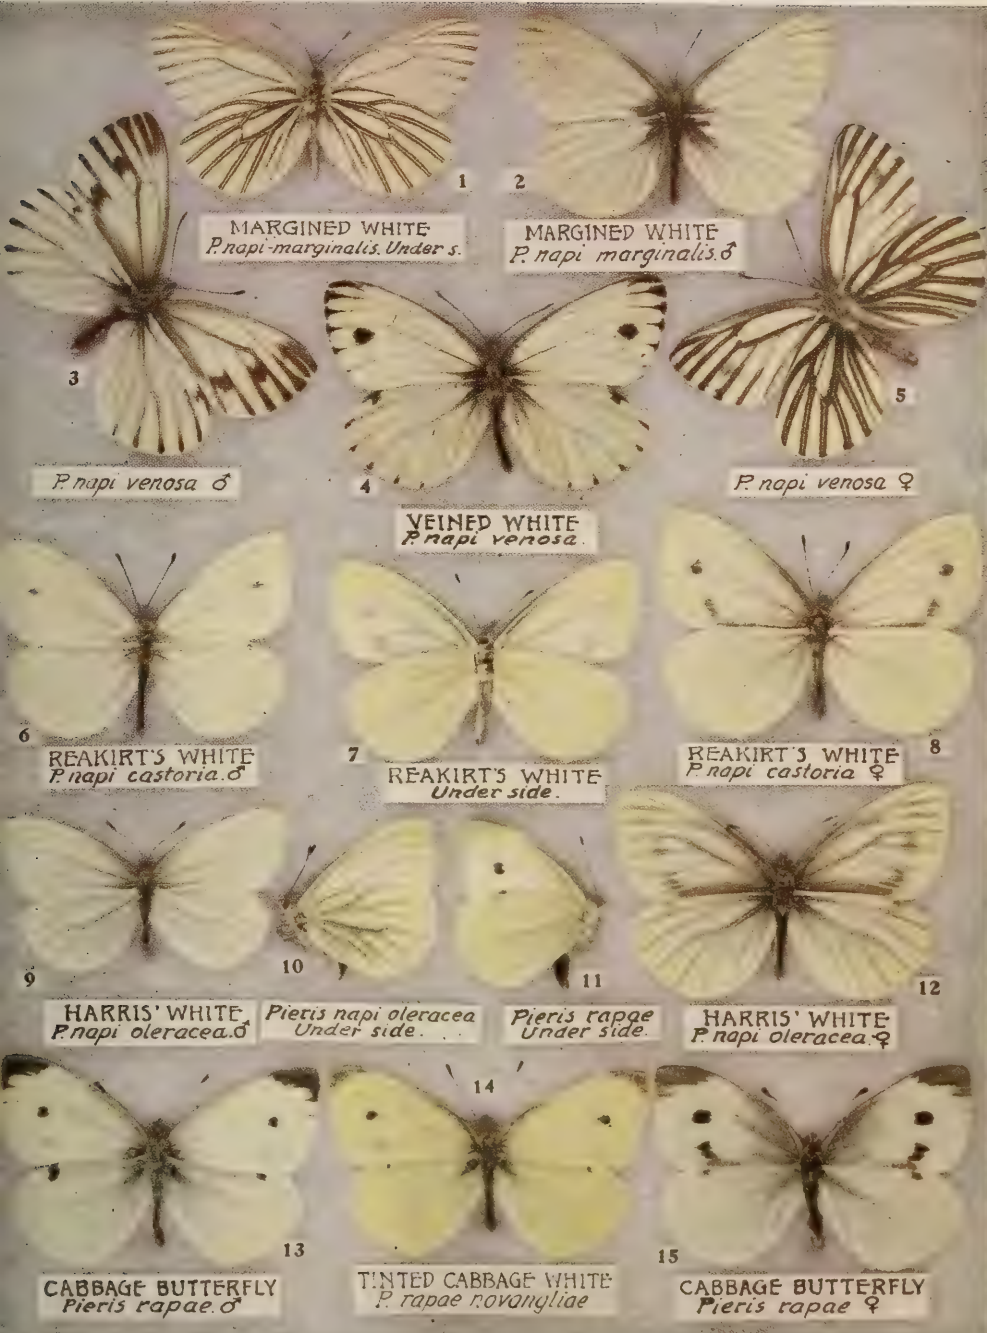 1
2
MARGINED WHITE
P. napi-marginalis. Under s.
MARGINED WHITE
P. napi marginalis. ♂
3
4
5
P. napi venosa ♂
VEINED WHITE
P. napi venosa.
P. napi venosa ♀
6
REAKIRT'S WHITE
P. napi castoria. ♂
7
REAKIRT'S WHITE
Under side.
8
REAKIRT'S WHITE
P. napi castoria ♀
9
HARRIS' WHITE
P. napi oleracea. ♂
10
Pieris napi oleracea
Under side.
11
Pieris rapae
Under side.
12
HARRIS' WHITE
P. napi oleracea. ♀
13
CABBAGE BUTTERFLY
Pieris rapae. ♂
14
TINTED CABBAGE WHITE
P. rapae novangliae
15
CABBAGE BUTTERFLY
Pieris rapae ♀